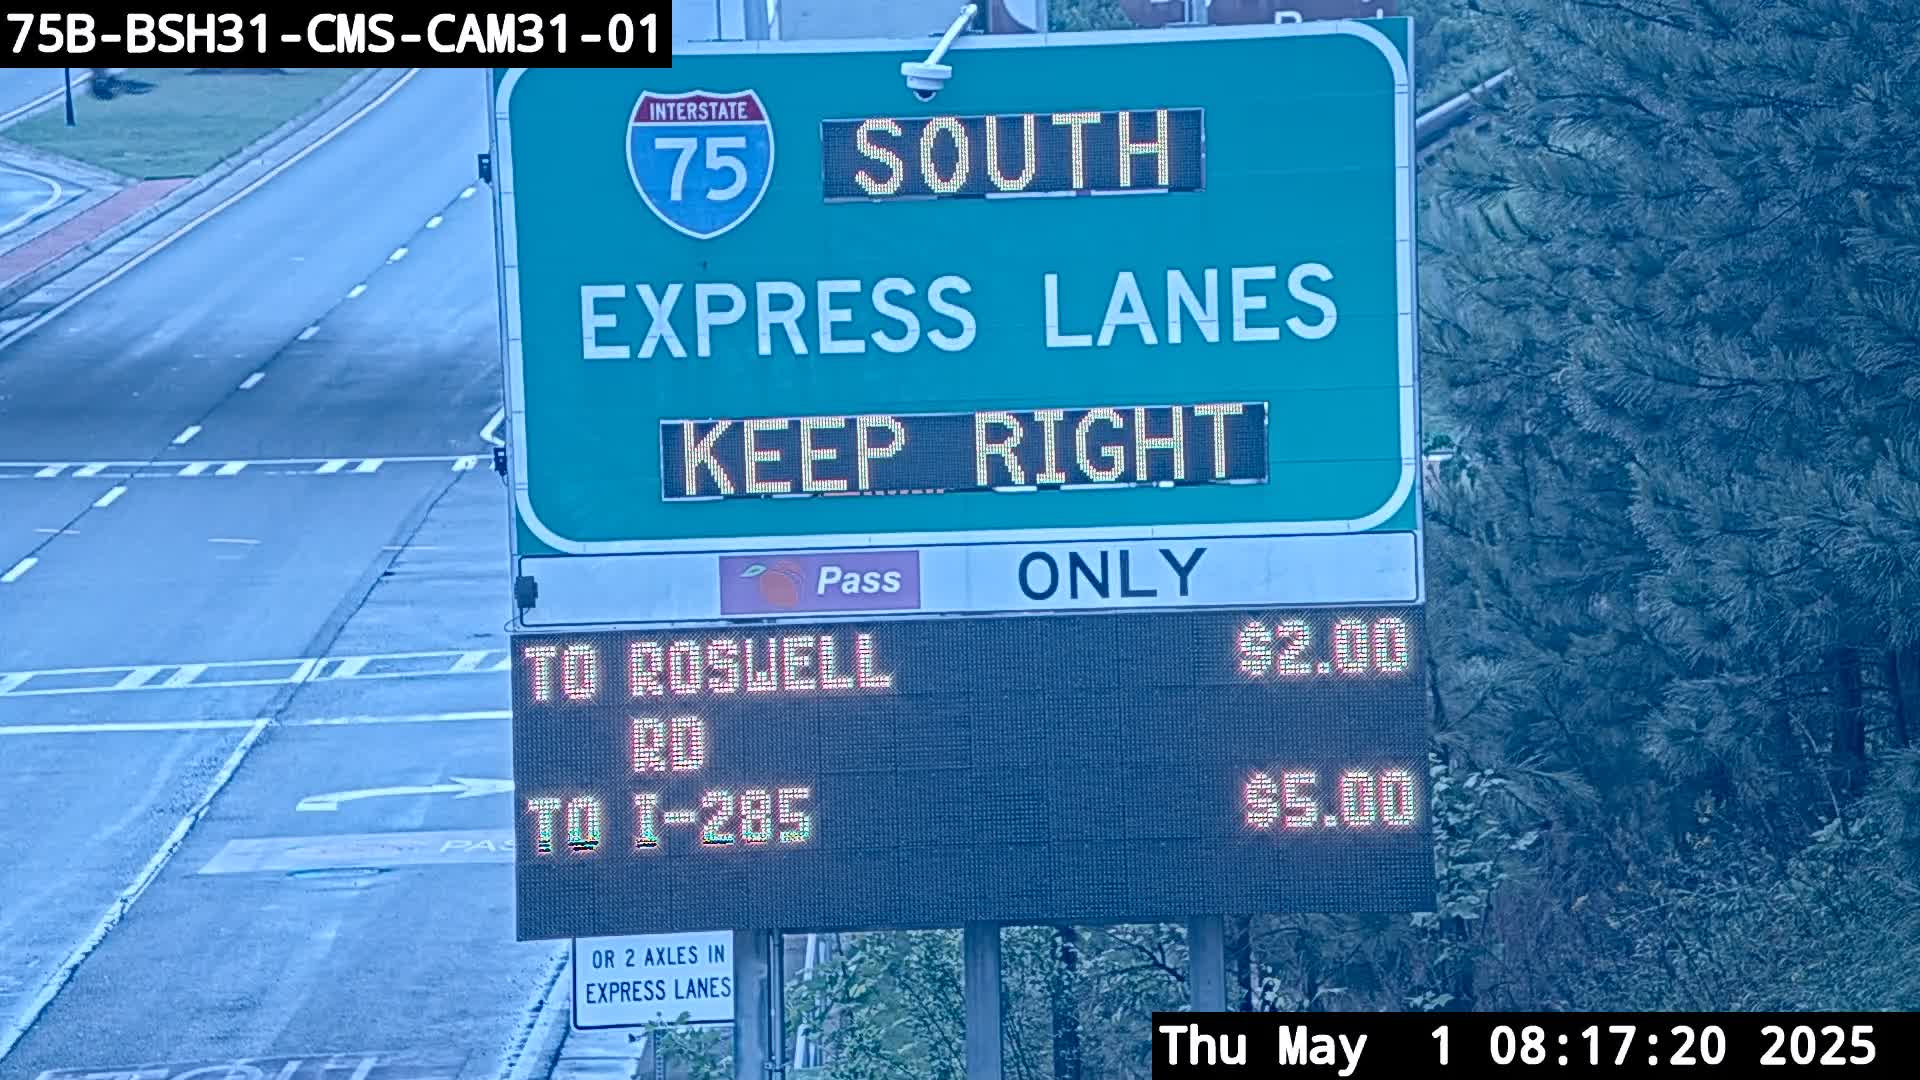 75B-BSH31-CMS-CAM31-01
INTERSTATE
75
SOUTH
EXPRESS LANES
KEEP RIGHT
Pass ONLY
TO ROSWELL $2.00
RD
TO I-285 $5.00
OR 2 AXLES IN
EXPRESS LANES
Thu May 1 08:17:20 2025